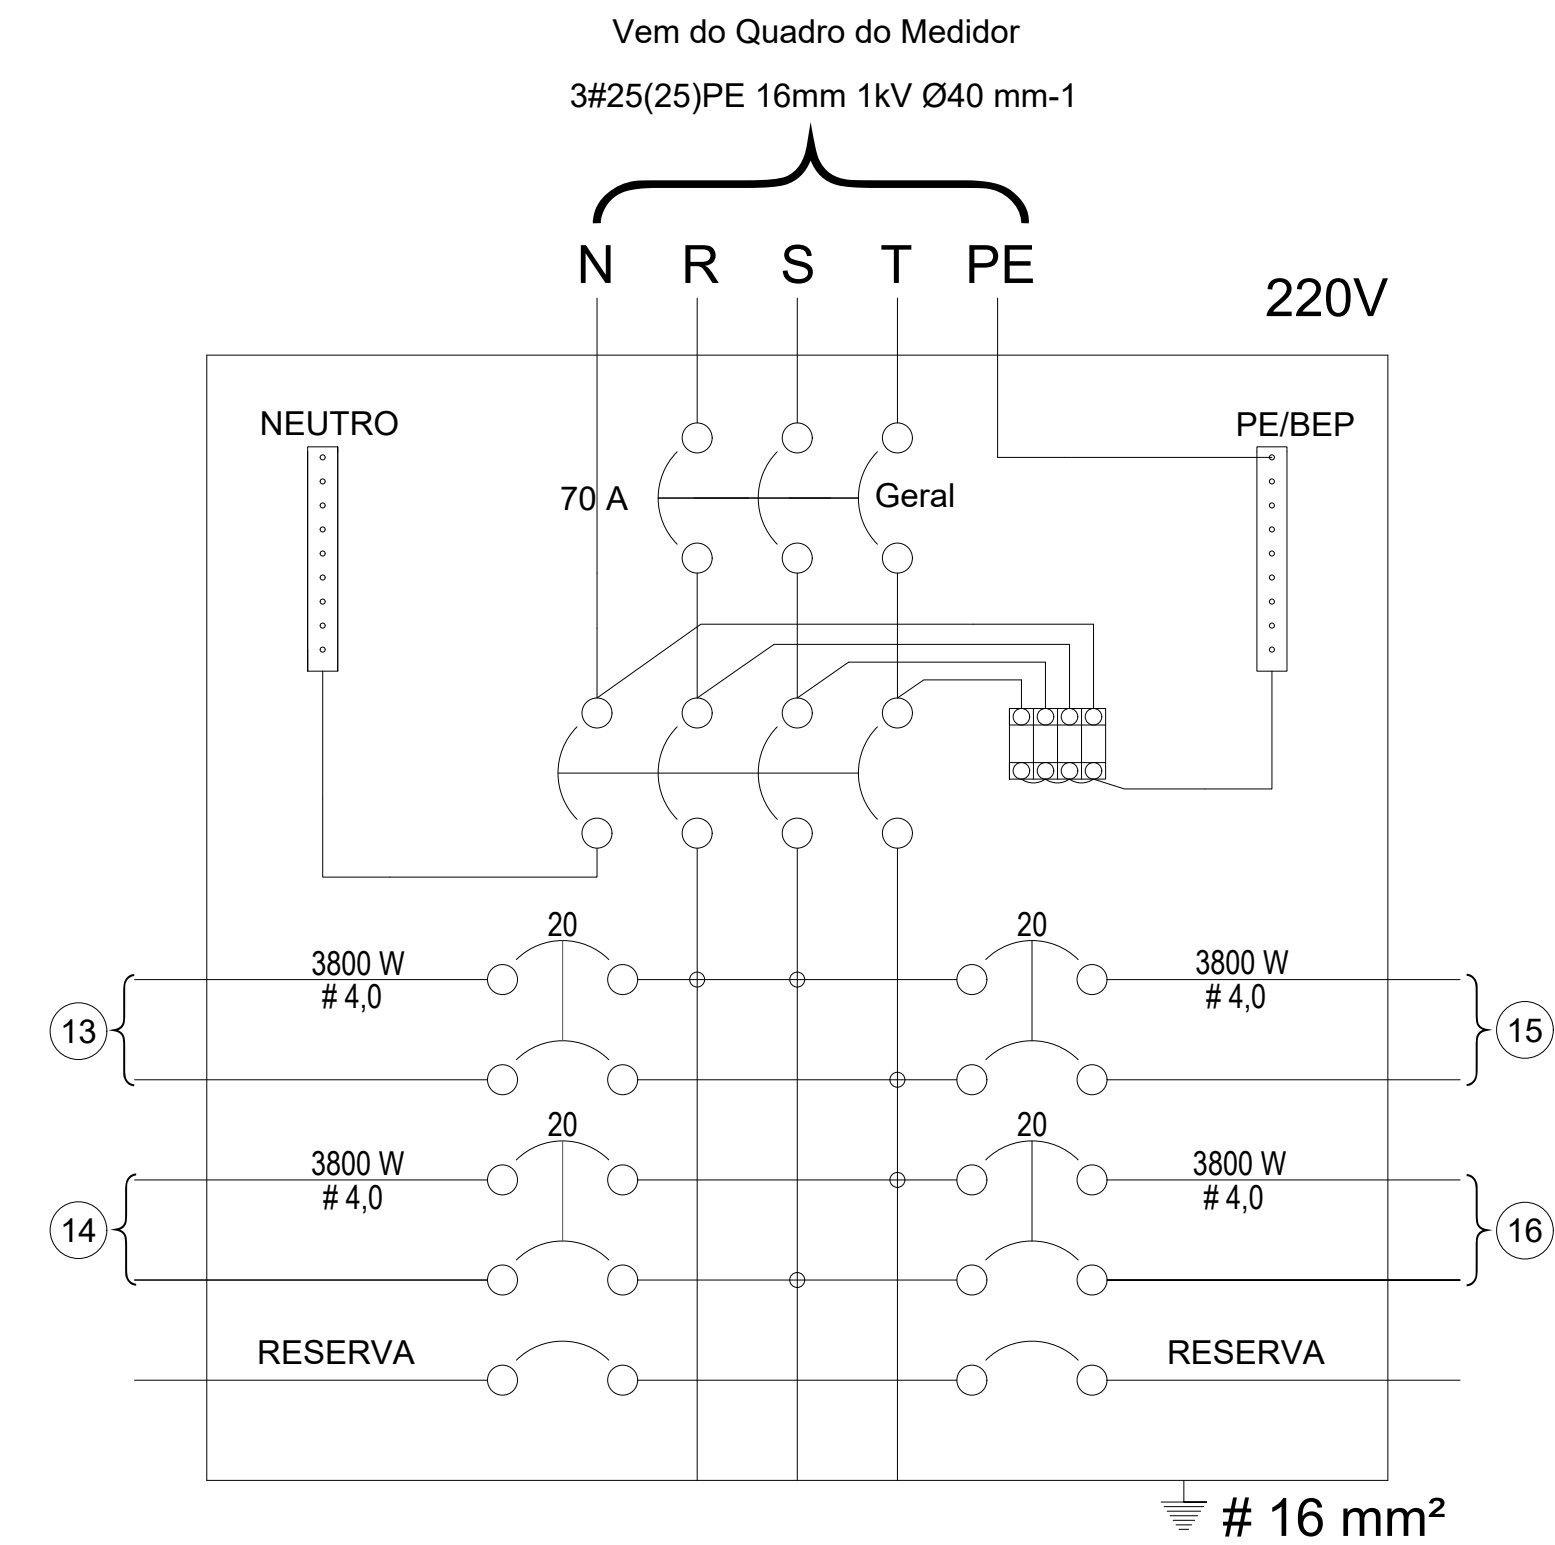 Vem do Quadro do Medidor
3#25(25)PE 16mm 1kV Ø40 mm-1
N R S T PE
220V
NEUTRO
PE/BEP
70 A
Geral
20
20
3800 W
# 4,0
3800 W
# 4,0
13
15
20
20
3800 W
# 4,0
3800 W
# 4,0
14
16
RESERVA
RESERVA
# 16 mm²